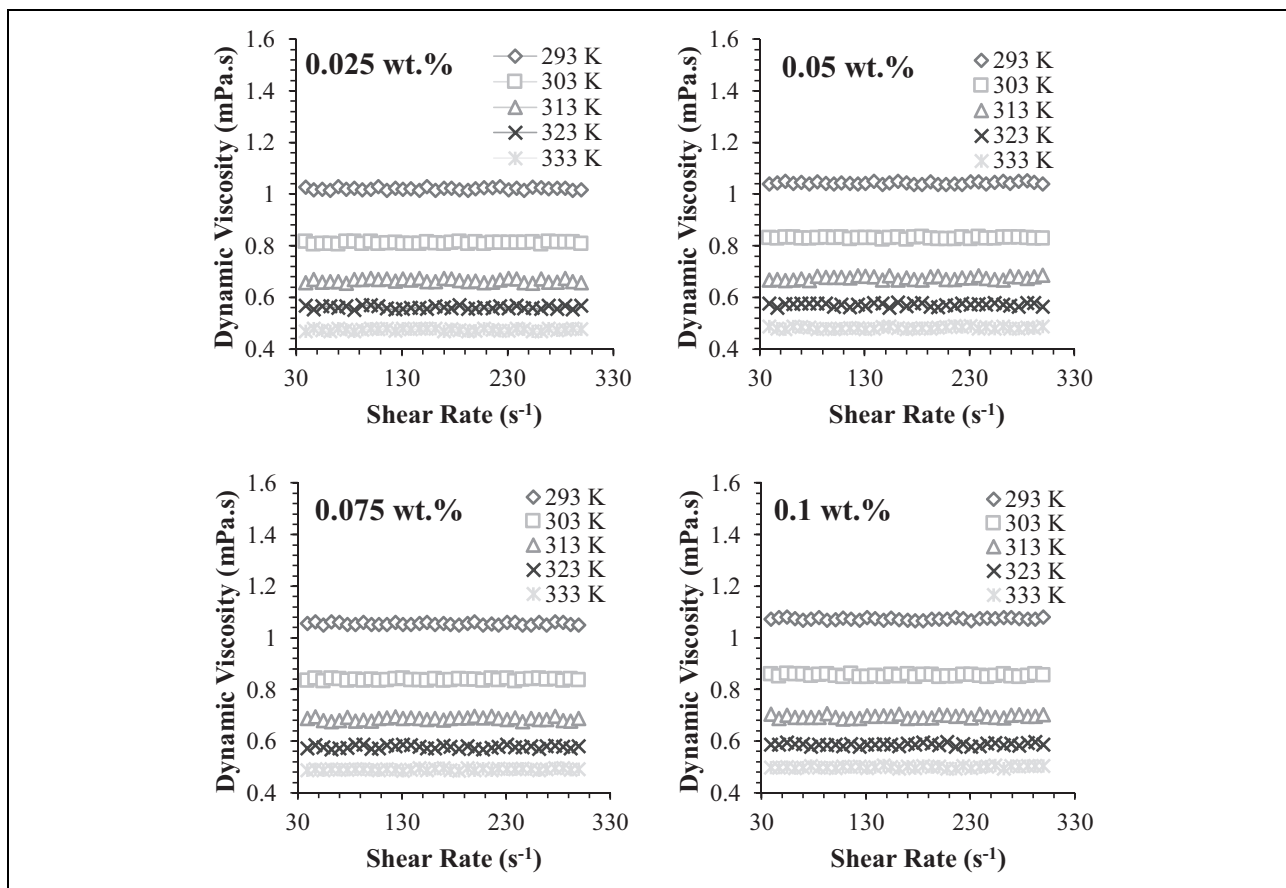 1.6
1.4
1.2
1
0.8
0.6
0.4
Dynamic Viscosity (mPa.s)
0.025 wt.%
293 K
303 K
313 K
323 K
333 K
30 130 230 330
Shear Rate (s⁻¹)
1.6
1.4
1.2
1
0.8
0.6
0.4
Dynamic Viscosity (mPa.s)
0.05 wt.%
293 K
303 K
313 K
323 K
333 K
30 130 230 330
Shear Rate (s⁻¹)
1.6
1.4
1.2
1
0.8
0.6
0.4
Dynamic Viscosity (mPa.s)
0.075 wt.%
293 K
303 K
313 K
323 K
333 K
30 130 230 330
Shear Rate (s⁻¹)
1.6
1.4
1.2
1
0.8
0.6
0.4
Dynamic Viscosity (mPa.s)
0.1 wt.%
293 K
303 K
313 K
323 K
333 K
30 130 230 330
Shear Rate (s⁻¹)